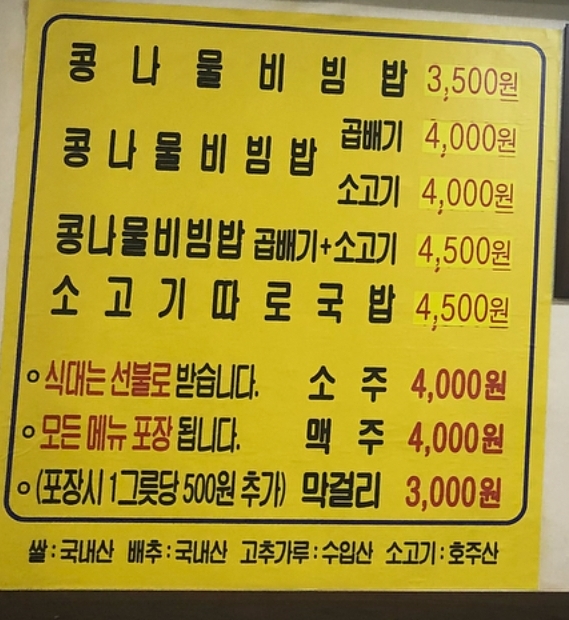 콩나물비빔밥 3,500원
콩나물비빔밥 곱배기 4,000원
소고기 4,000원
콩나물비빔밥 곱배기+소고기 4,500원
소고기따로국밥 4,500원
식대는 선불로 받습니다. 소주 4,000원
모든 메뉴 포장 됩니다. 맥주 4,000원
(포장시 1그릇당 500원 추가) 막걸리 3,000원
쌀:국내산 배추:국내산 고추가루:수입산 소고기:호주산